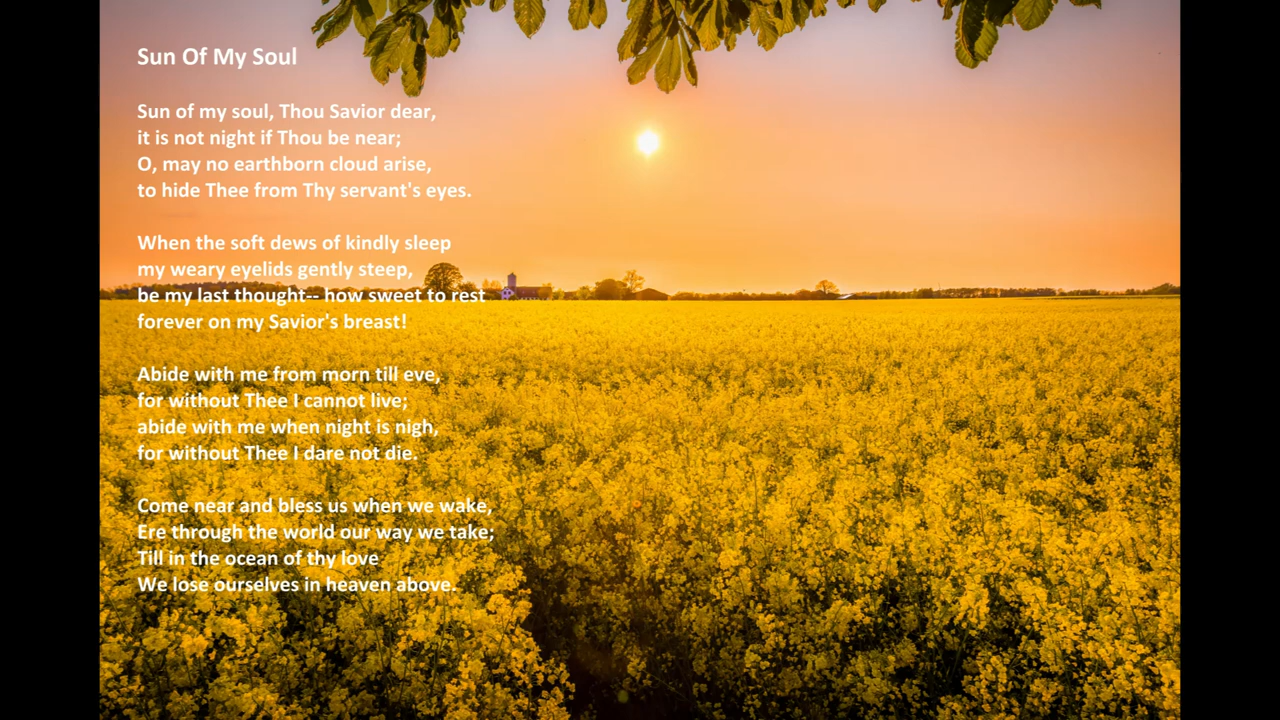 Sun Of My Soul
Sun of my soul, Thou Savior dear,
it is not night if Thou be near;
O, may no earthborn cloud arise,
to hide Thee from Thy servant's eyes.
When the soft dews of kindly sleep
my weary eyelids gently steep,
be my last thought-- how sweet to rest
forever on my Savior's breast!
Abide with me from morn till eve,
for without Thee I cannot live;
abide with me when night is nigh,
for without Thee I dare not die.
Come near and bless us when we wake,
Ere through the world our way we take;
Till in the ocean of thy love
We lose ourselves in heaven above.